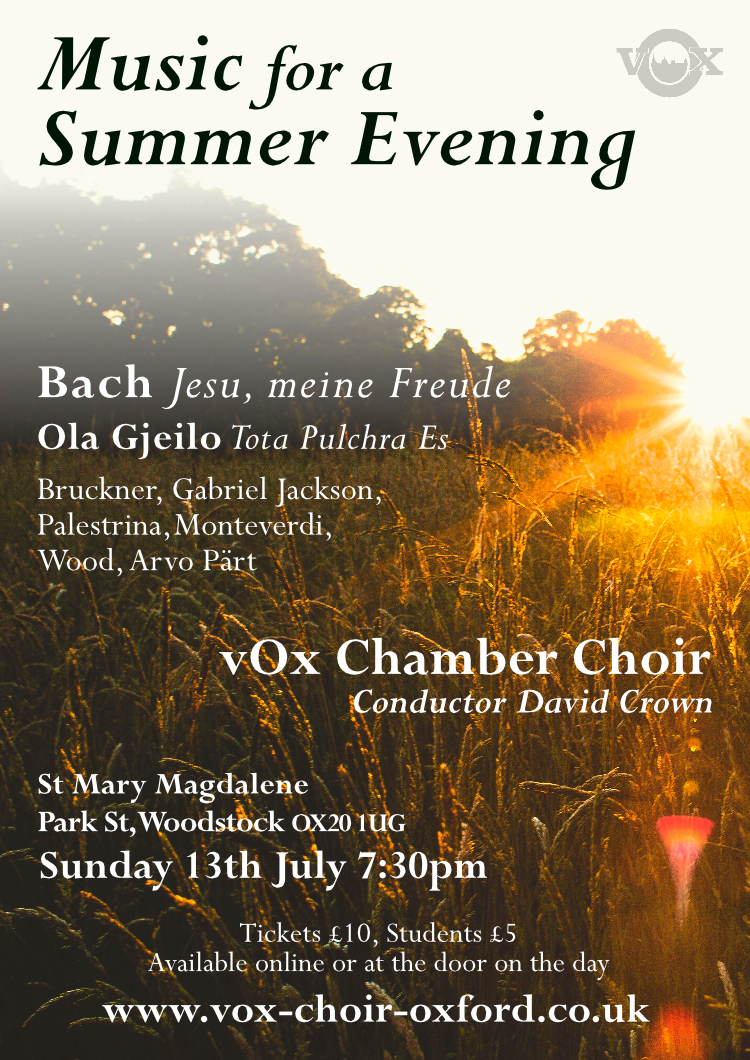 Music for a
Summer Evening
vOx
Bach Jesu, meine Freude
Ola Gjeilo Tota Pulchra Es
Bruckner, Gabriel Jackson,
Palestrina, Monteverdi,
Wood, Arvo Pärt
vOx Chamber Choir
Conductor David Crown
St Mary Magdalene
Park St, Woodstock OX20 1UG
Sunday 13th July 7:30pm
Tickets £10, Students £5
Available online or at the door on the day
www.vox-choir-oxford.co.uk